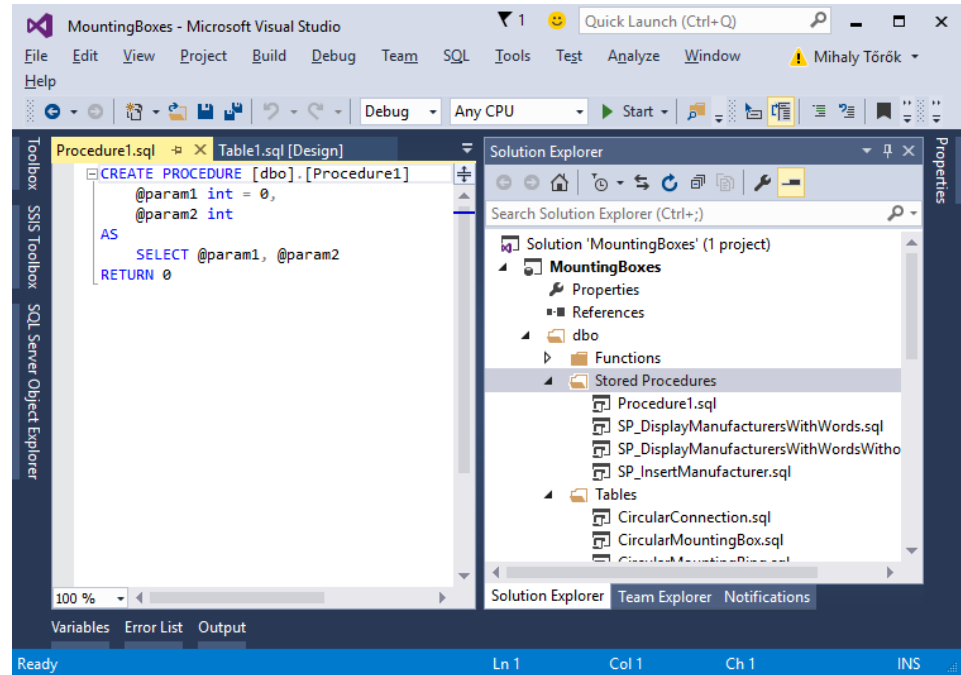 MountingBoxes - Microsoft Visual Studio
1
Quick Launch (Ctrl+Q)
File Edit View Project Build Debug Team SQL Tools Test Analyze Window
Mihaly Törők
Help
Debug Any CPU Start
Toolbox
SSIS Toolbox
SQL Server Object Explorer
Procedure1.sql Table1.sql [Design]
CREATE PROCEDURE [dbo].[Procedure1]
@param1 int = 0,
@param2 int
AS
SELECT @param1, @param2
RETURN 0
100 %
Solution Explorer
Search Solution Explorer (Ctrl+;)
Solution 'MountingBoxes' (1 project)
MountingBoxes
Properties
References
dbo
Functions
Stored Procedures
Procedure1.sql
SP_DisplayManufacturersWithWords.sql
SP_DisplayManufacturersWithWordsWitho
SP_InsertManufacturer.sql
Tables
CircularConnection.sql
CircularMountingBox.sql
CircularMountingRing.sql
Solution Explorer Team Explorer Notifications
Properties
Variables Error List Output
Ready Ln 1 Col 1 Ch 1 INS